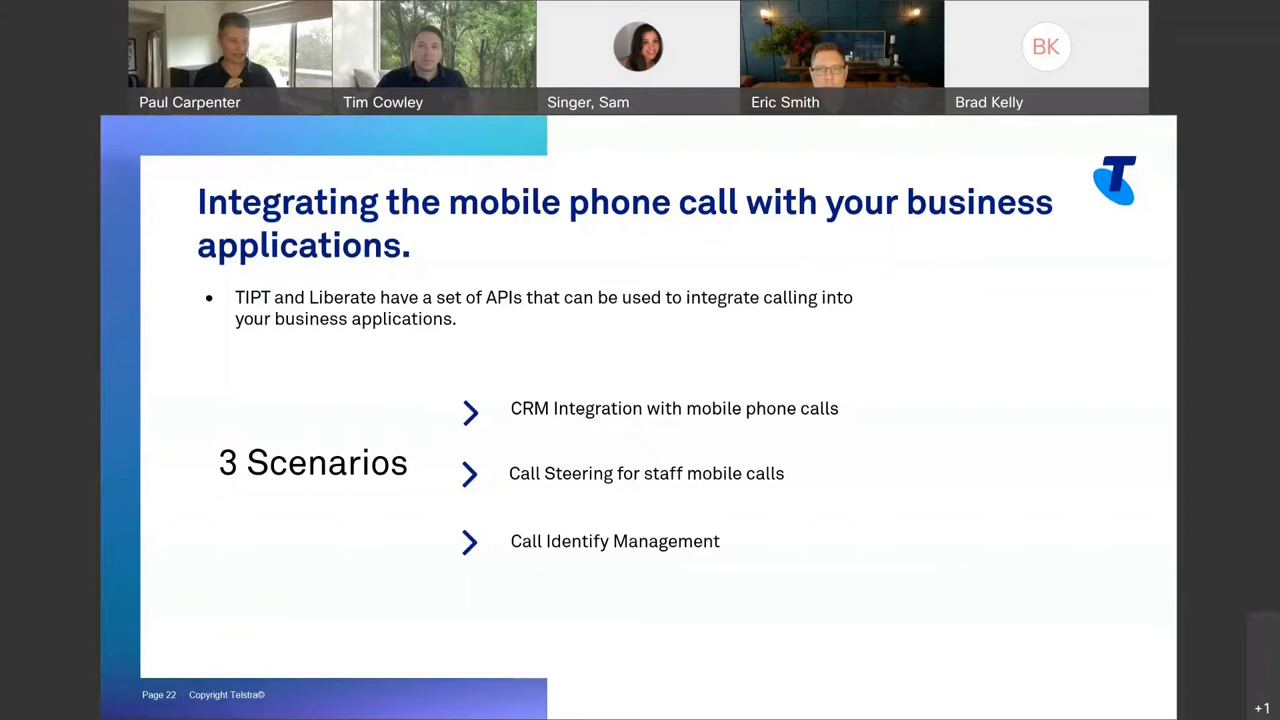 Paul Carpenter
Tim Cowley
Singer, Sam
Eric Smith
BK
Brad Kelly
T
Integrating the mobile phone call with your business
applications.
• TIPT and Liberate have a set of APIs that can be used to integrate calling into
your business applications.
3 Scenarios
CRM Integration with mobile phone calls
Call Steering for staff mobile calls
Call Identify Management
Page 22 Copyright Telstra©
+1